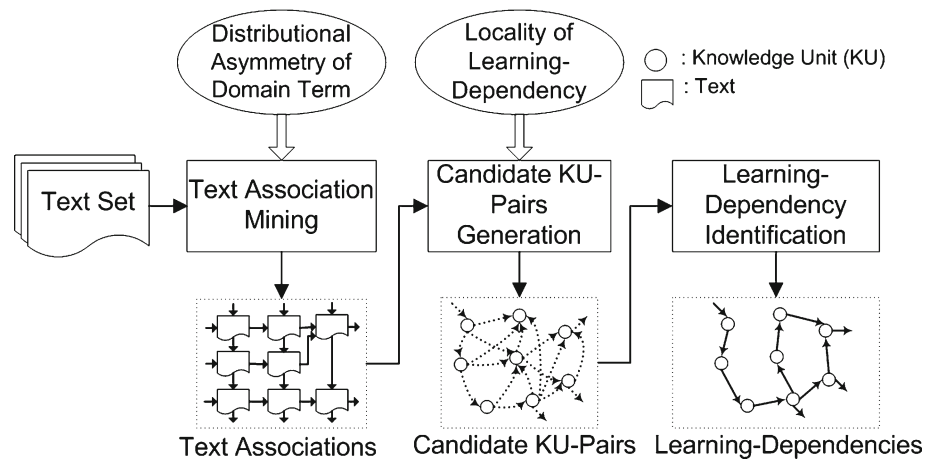 Distributional
Asymmetry of
Domain Term
Locality of
Learning-
Dependency
: Knowledge Unit (KU)
: Text
Text Set
Text Association
Mining
Candidate KU-
Pairs
Generation
Learning-
Dependency
Identification
Text Associations
Candidate KU-Pairs
Learning-Dependencies